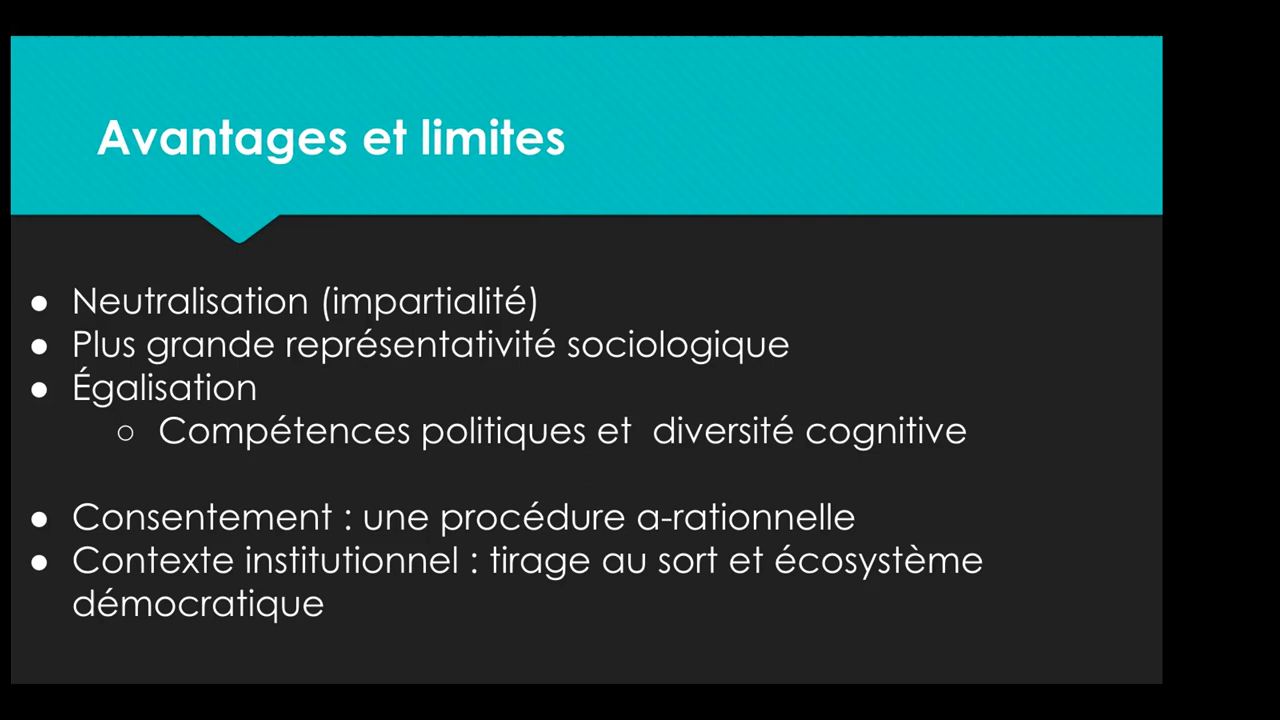 Avantages et limites
● Neutralisation (impartialité)
● Plus grande représentativité sociologique
● Égalisation
○ Compétences politiques et  diversité cognitive
● Consentement : une procédure a-rationnelle
● Contexte institutionnel : tirage au sort et écosystème
démocratique